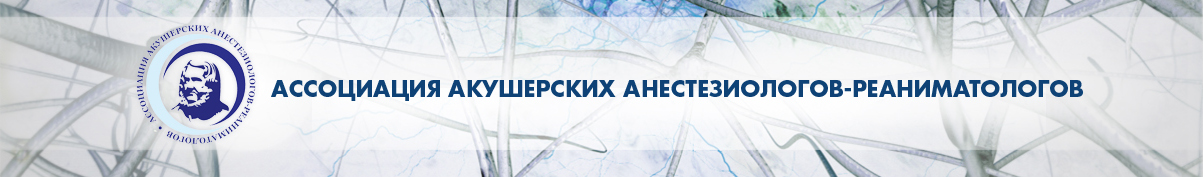 АССОЦИАЦИЯ АКУШЕРСКИХ АНЕСТЕЗИОЛОГОВ-РЕАНИМАТОЛОГОВ •
АССОЦИАЦИЯ АКУШЕРСКИХ АНЕСТЕЗИОЛОГОВ-РЕАНИМАТОЛОГОВ